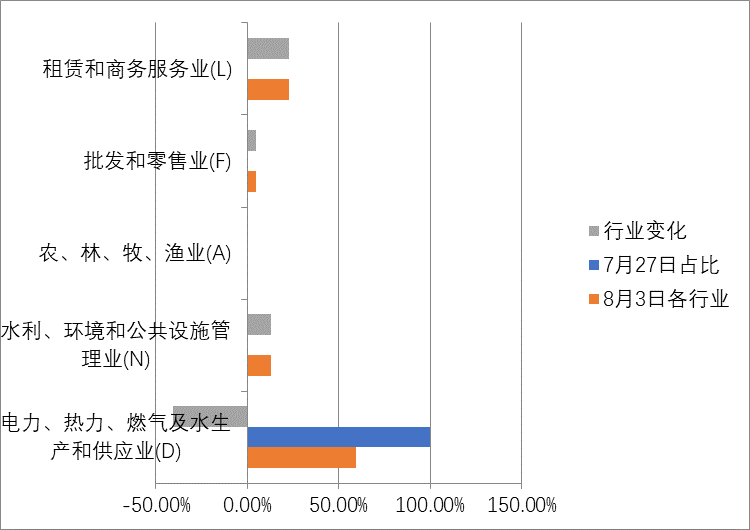 租赁和商务服务业(L)
批发和零售业(F)
农、林、牧、渔业(A)
水利、环境和公共设施管
理业(N)
电力、热力、燃气及水生
产和供应业(D)
-50.00% 0.00% 50.00% 100.00% 150.00%
行业变化
7月27日占比
8月3日各行业